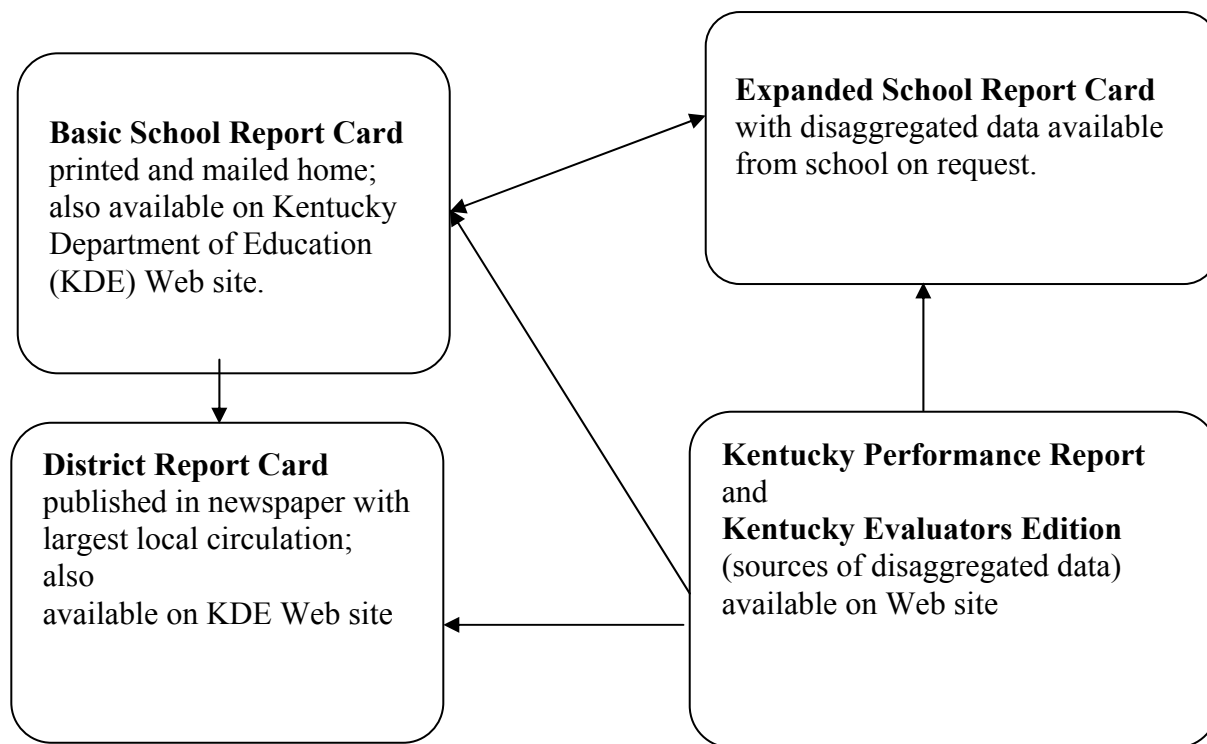 Basic School Report Card
printed and mailed home;
also available on Kentucky
Department of Education
(KDE) Web site.
Expanded School Report Card
with disaggregated data available
from school on request.
District Report Card
published in newspaper with
largest local circulation;
also
available on KDE Web site
Kentucky Performance Report
and
Kentucky Evaluators Edition
(sources of disaggregated data)
available on Web site